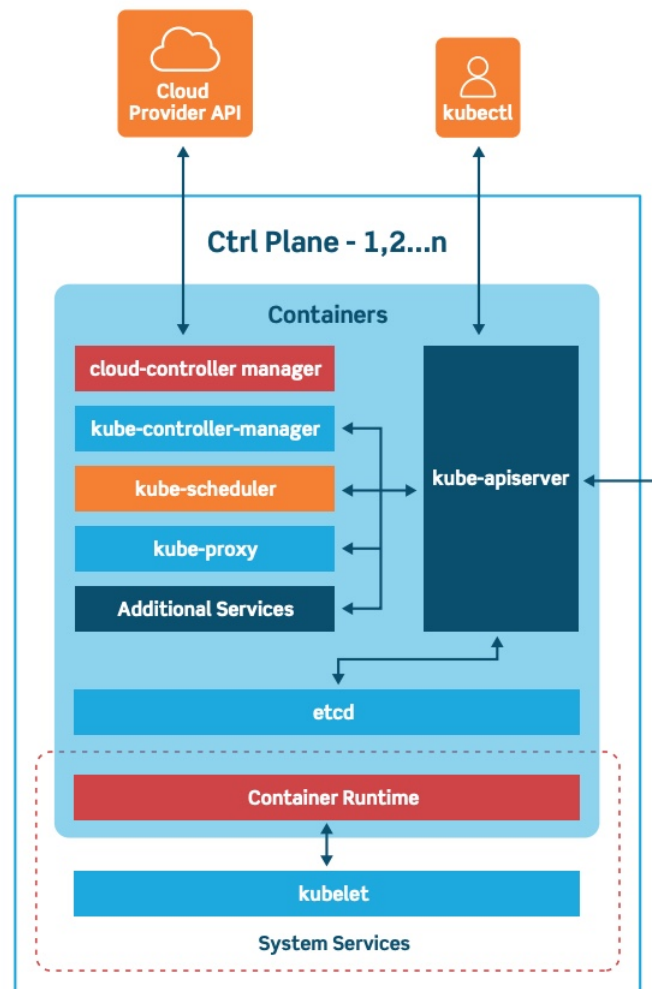 Cloud
Provider API
kubectl
Ctrl Plane - 1,2...n
Containers
cloud-controller manager
kube-controller-manager
kube-scheduler
kube-proxy
Additional Services
kube-apiserver
etcd
Container Runtime
kubelet
System Services